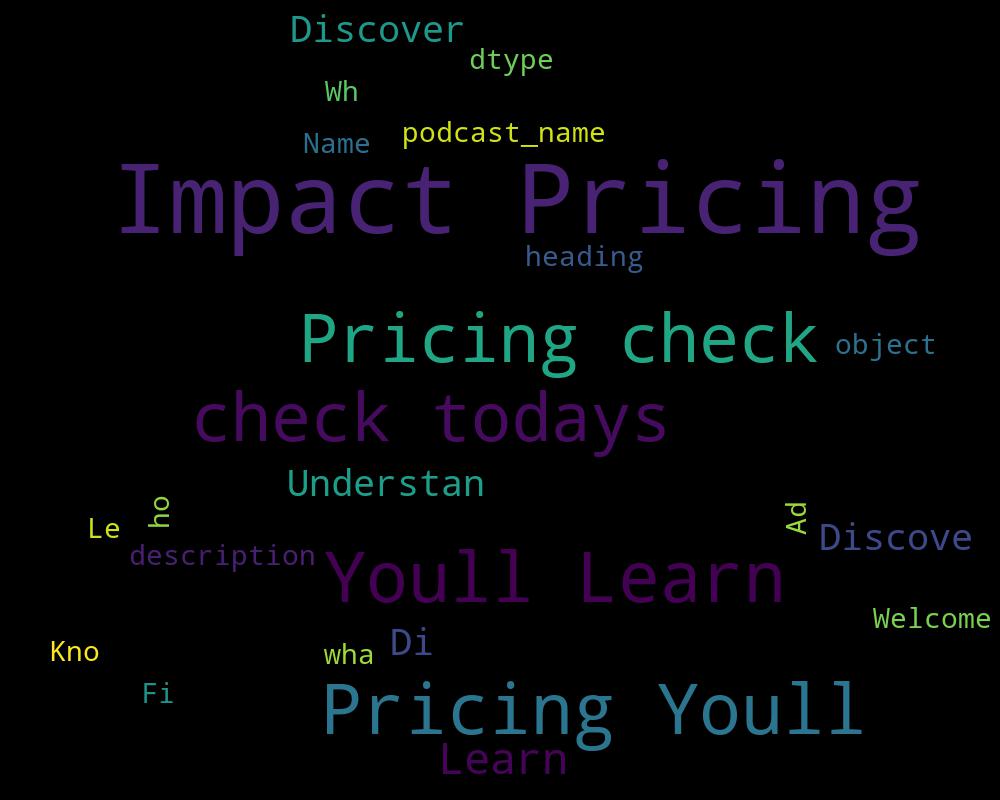 Discover
dtype
Wh
podcast_name
Name
Impact Pricing
heading
Pricing check
object
check todays
Understan
ho
Ad
Le
Discove
description
Youll Learn
Welcome
Di
Kno
wha
Fi
Pricing Youll
Learn